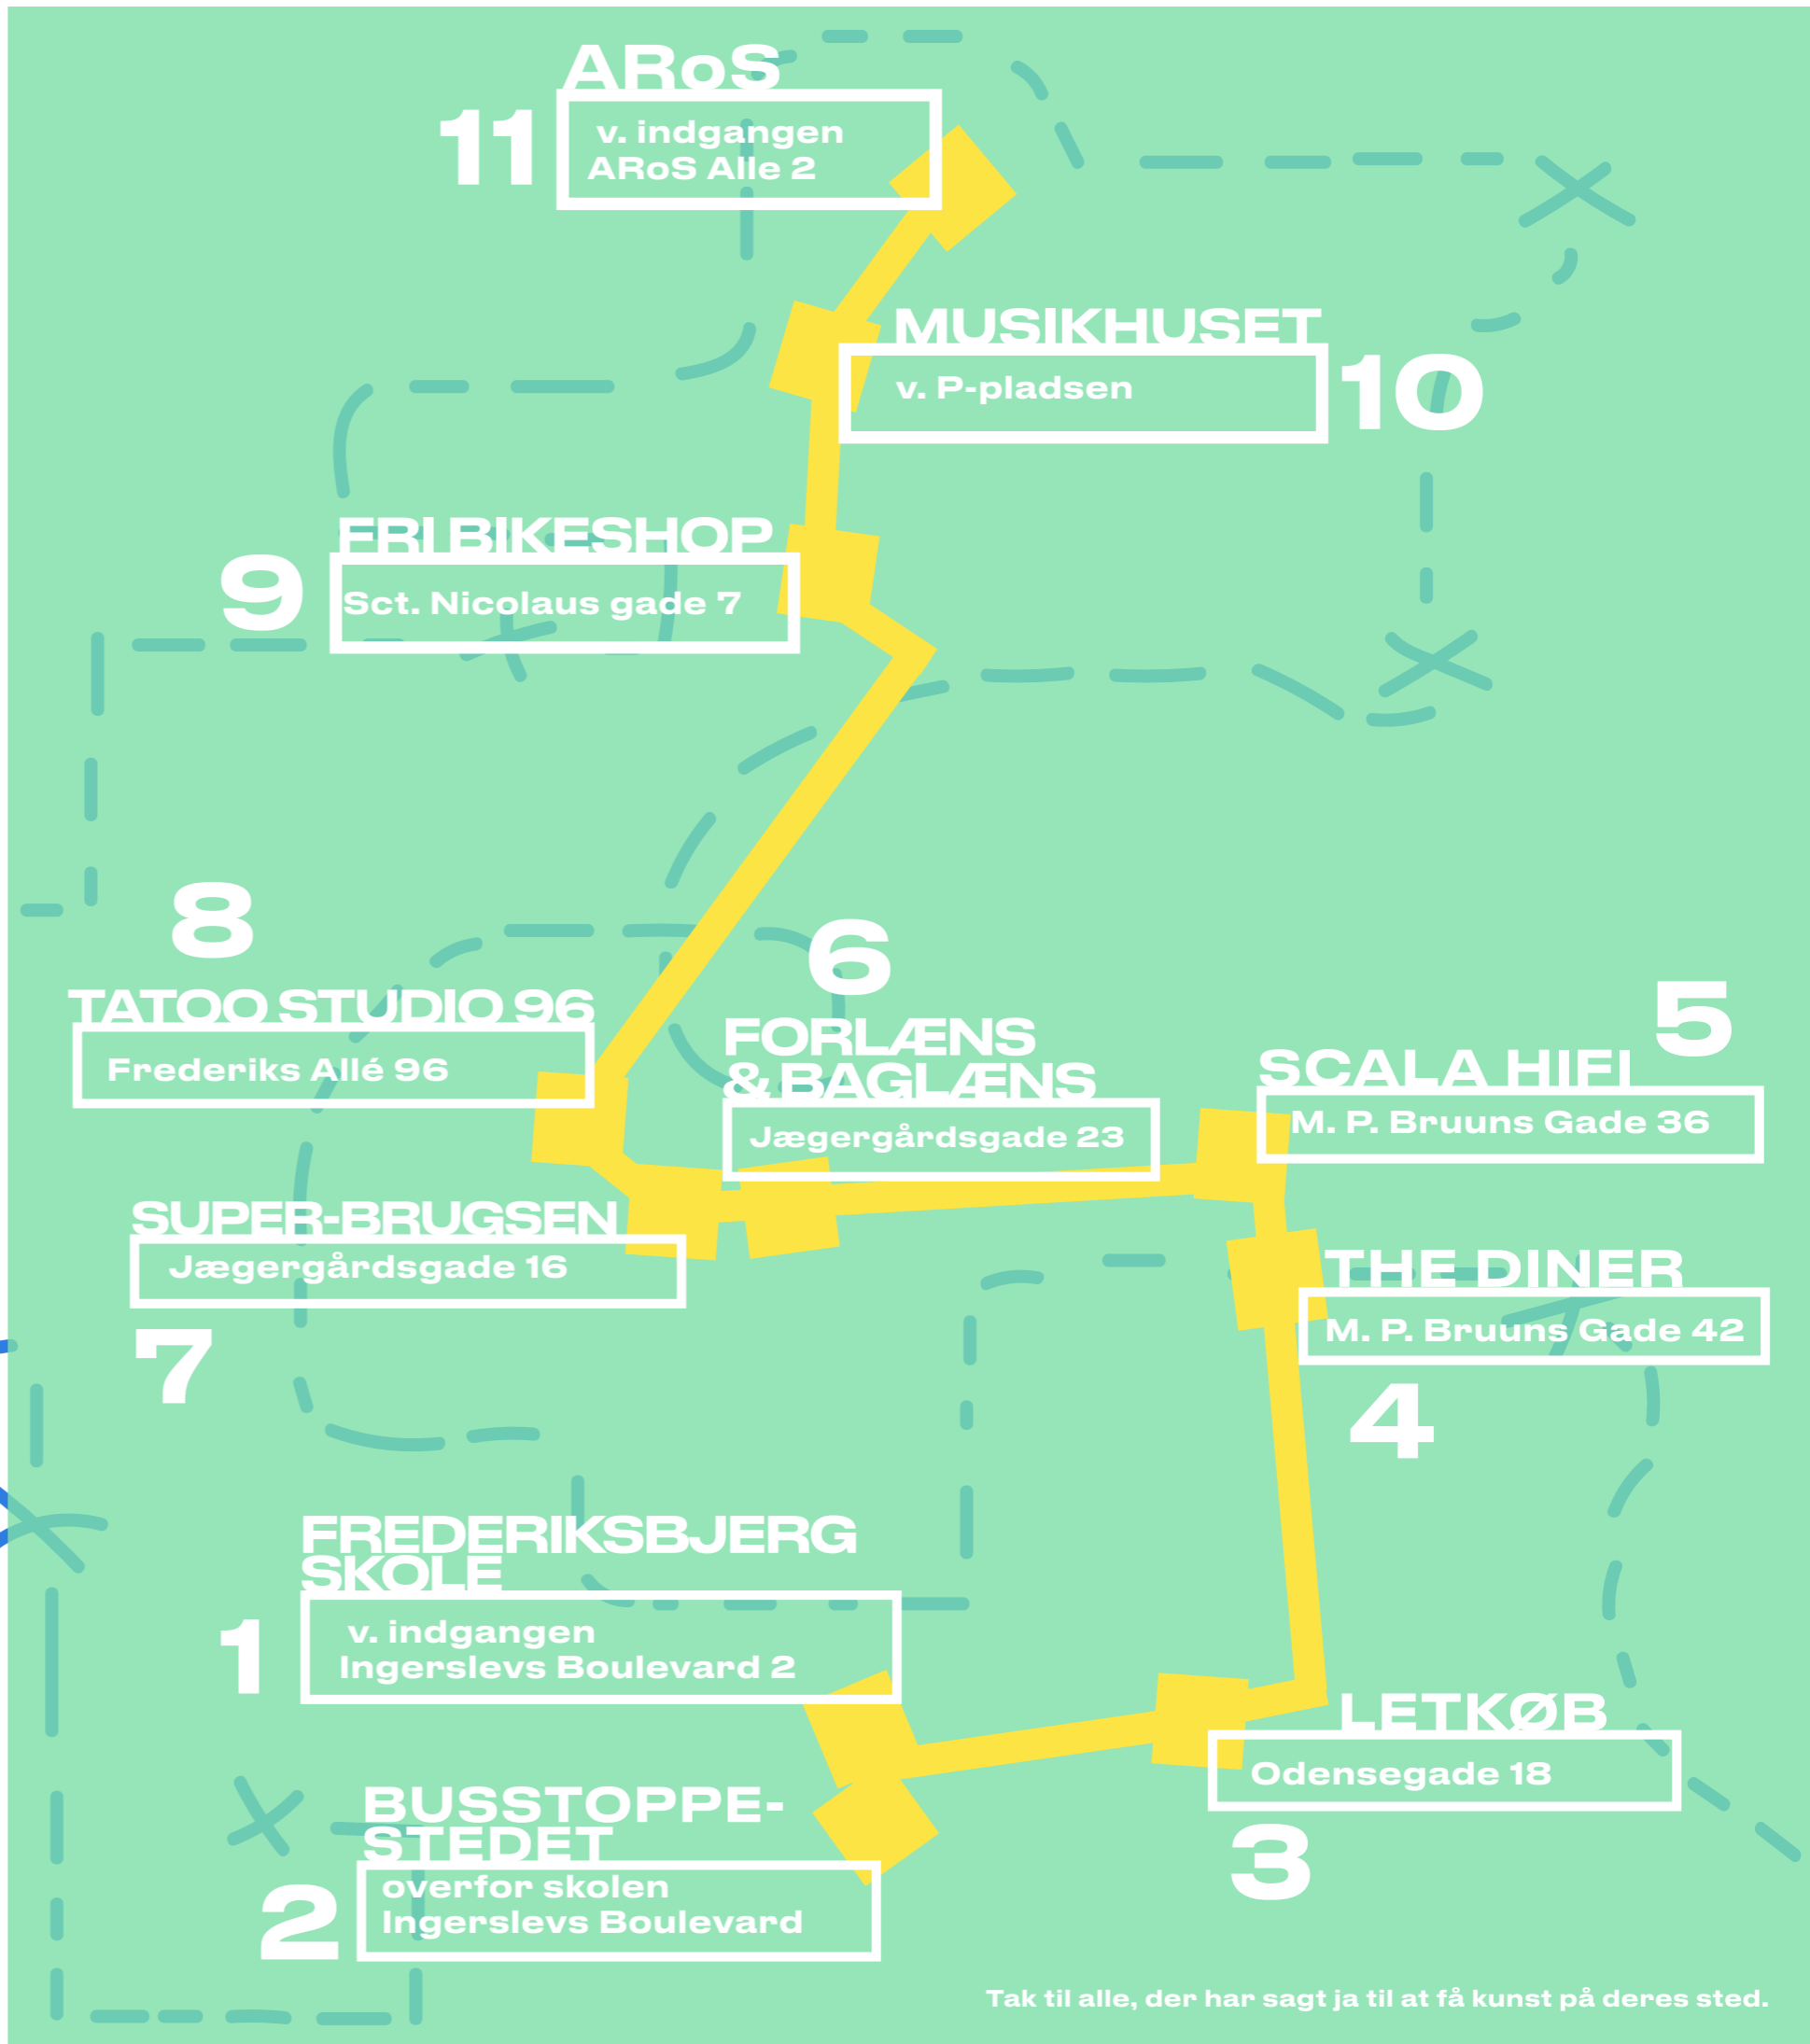 ARoS
11
v. indgangen
ARoS Alle 2
MUSIKHUSET
v. P-pladsen
10
FRI BIKESHOP
9
Sct. Nicolaus gade 7
8
TATOO STUDIO 96
Frederiks Allé 96
6
FORLÆNS
& BAGLÆNS
Jægergårdsgade 23
5
SCALA HIFI
M. P. Bruuns Gade 36
SUPER-BRUGSEN
Jægergårdsgade 16
7
THE DINER
M. P. Bruuns Gade 42
4
FREDERIKSBJERG
SKOLE
1
v. indgangen
Ingerslevs Boulevard 2
LETKØB
Odensegade 18
3
BUSSTOPPE-
STEDET
2
overfor skolen
Ingerslevs Boulevard
Tak til alle, der har sagt ja til at få kunst på deres sted.